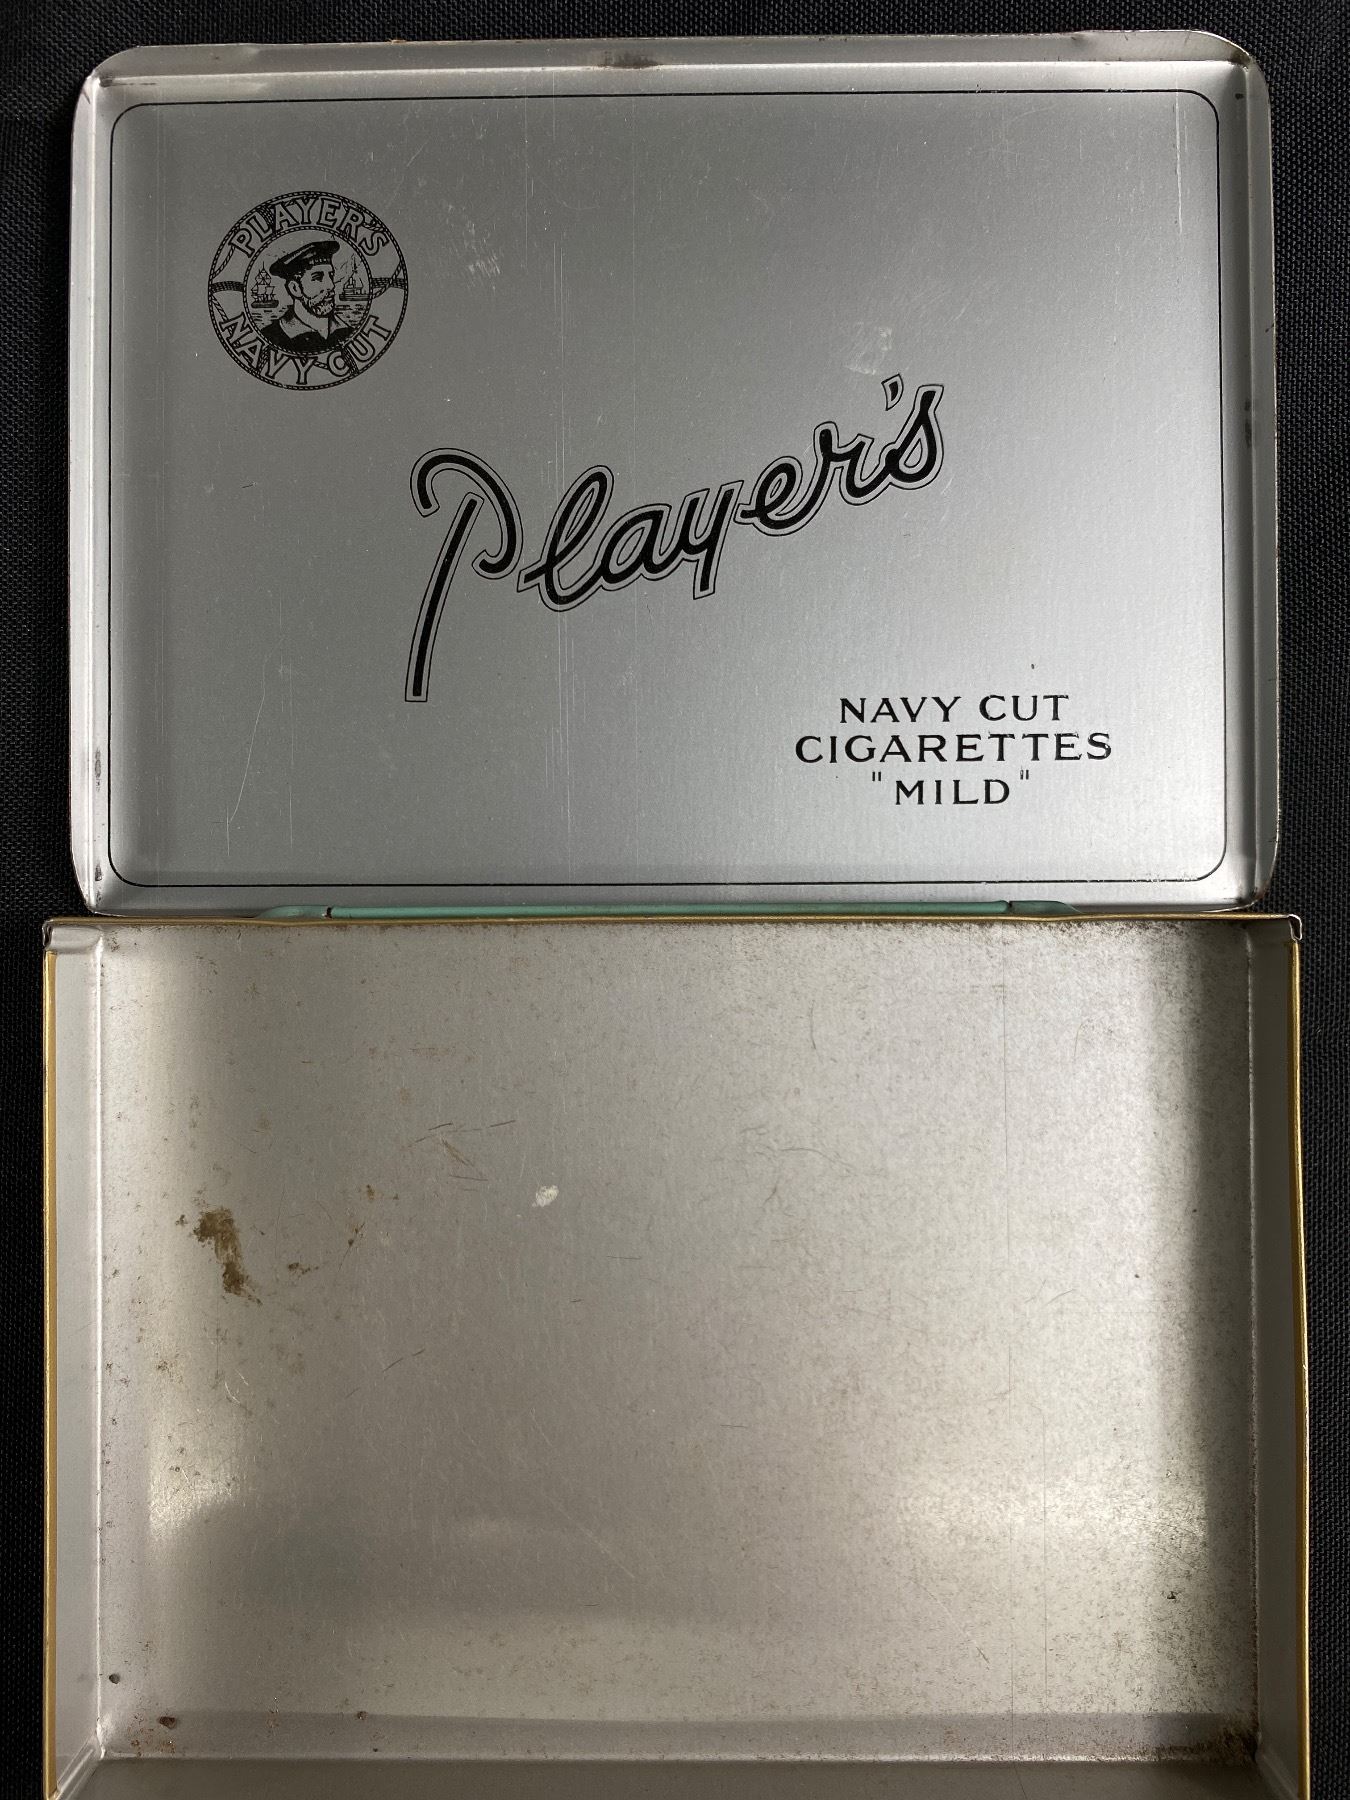 PLAYER'S
NAVY CUT
Player's
NAVY CUT
CIGARETTES
"MILD"